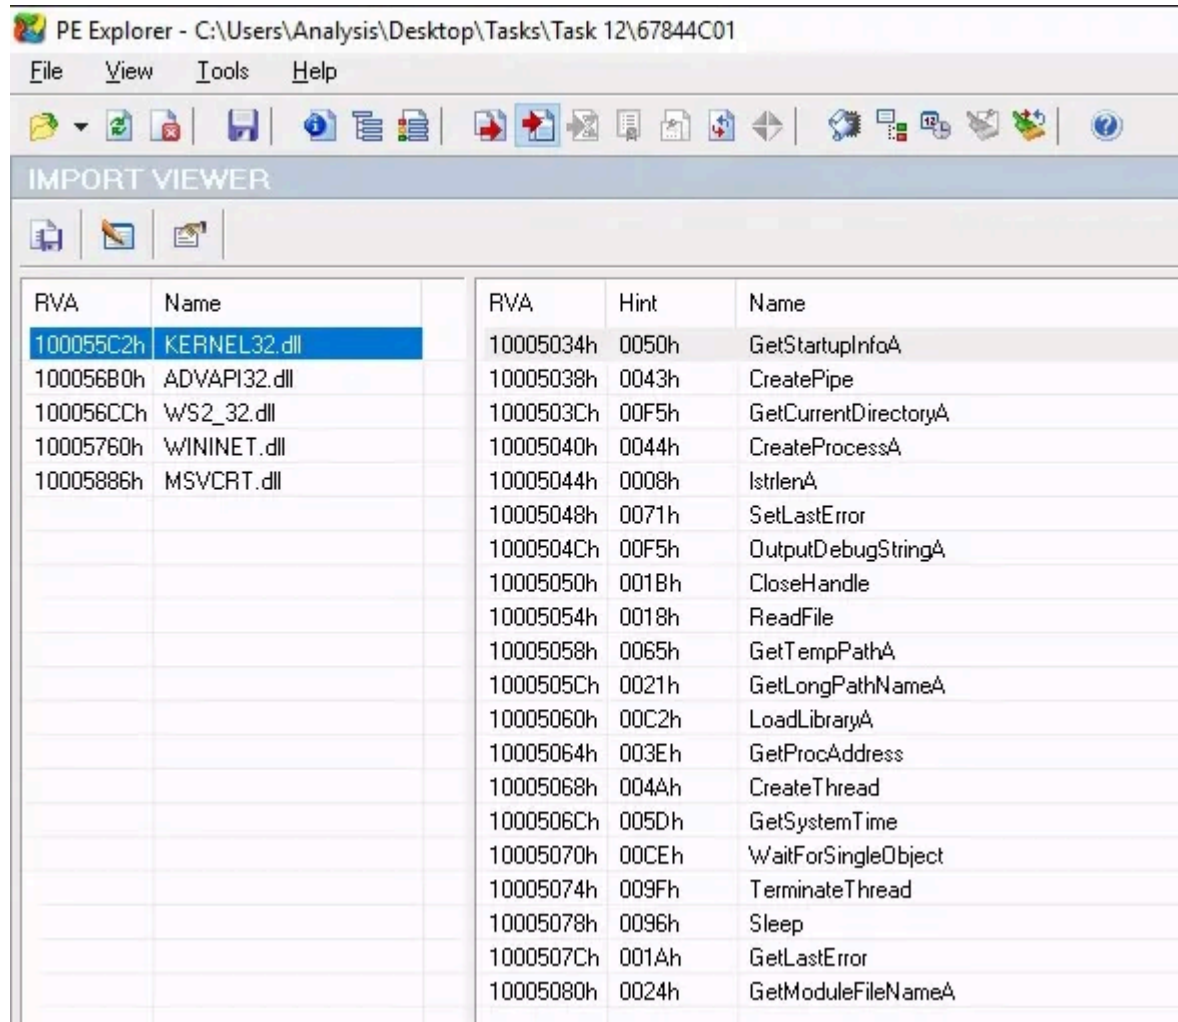 PE Explorer - C:\Users\Analysis\Desktop\Tasks\Task 12\67844C01
File View Tools Help
IMPORT VIEWER
RVA Name RVA Hint Name
100055C2h KERNEL32.dll 10005034h 0050h GetStartupInfoA
100056B0h ADVAPI32.dll 10005038h 0043h CreatePipe
100056CCh WS2_32.dll 1000503Ch 00F5h GetCurrentDirectoryA
10005760h WININET.dll 10005040h 0044h CreateProcessA
10005886h MSVCRT.dll 10005044h 0008h lstrlenA
10005048h 0071h SetLastError
1000504Ch 00F5h OutputDebugStringA
10005050h 001Bh CloseHandle
10005054h 0018h ReadFile
10005058h 0065h GetTempPathA
1000505Ch 0021h GetLongPathNameA
10005060h 00C2h LoadLibraryA
10005064h 003Eh GetProcAddress
10005068h 004Ah CreateThread
1000506Ch 005Dh GetSystemTime
10005070h 00CEh WaitForSingleObject
10005074h 009Fh TerminateThread
10005078h 0096h Sleep
1000507Ch 001Ah GetLastError
10005080h 0024h GetModuleFileNameA